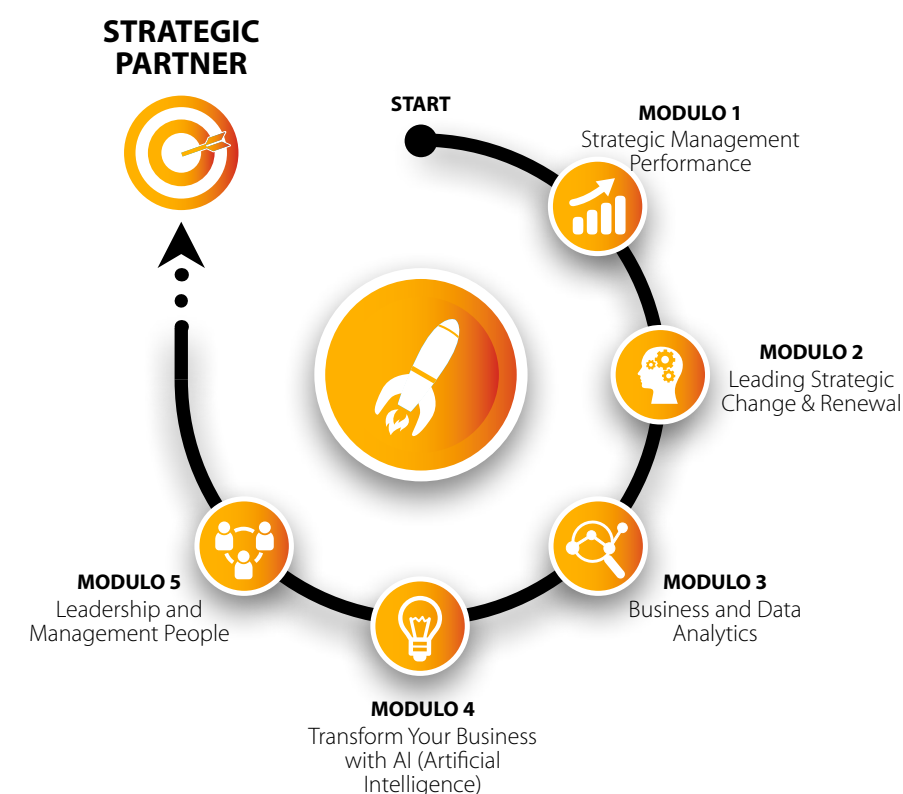 STRATEGIC
PARTNER
START
MODULO 1
Strategic Management
Performance
MODULO 2
Leading Strategic
Change & Renewal
MODULO 3
Business and Data
Analytics
MODULO 4
Transform Your Business
with AI (Artificial
Intelligence)
MODULO 5
Leadership and
Management People